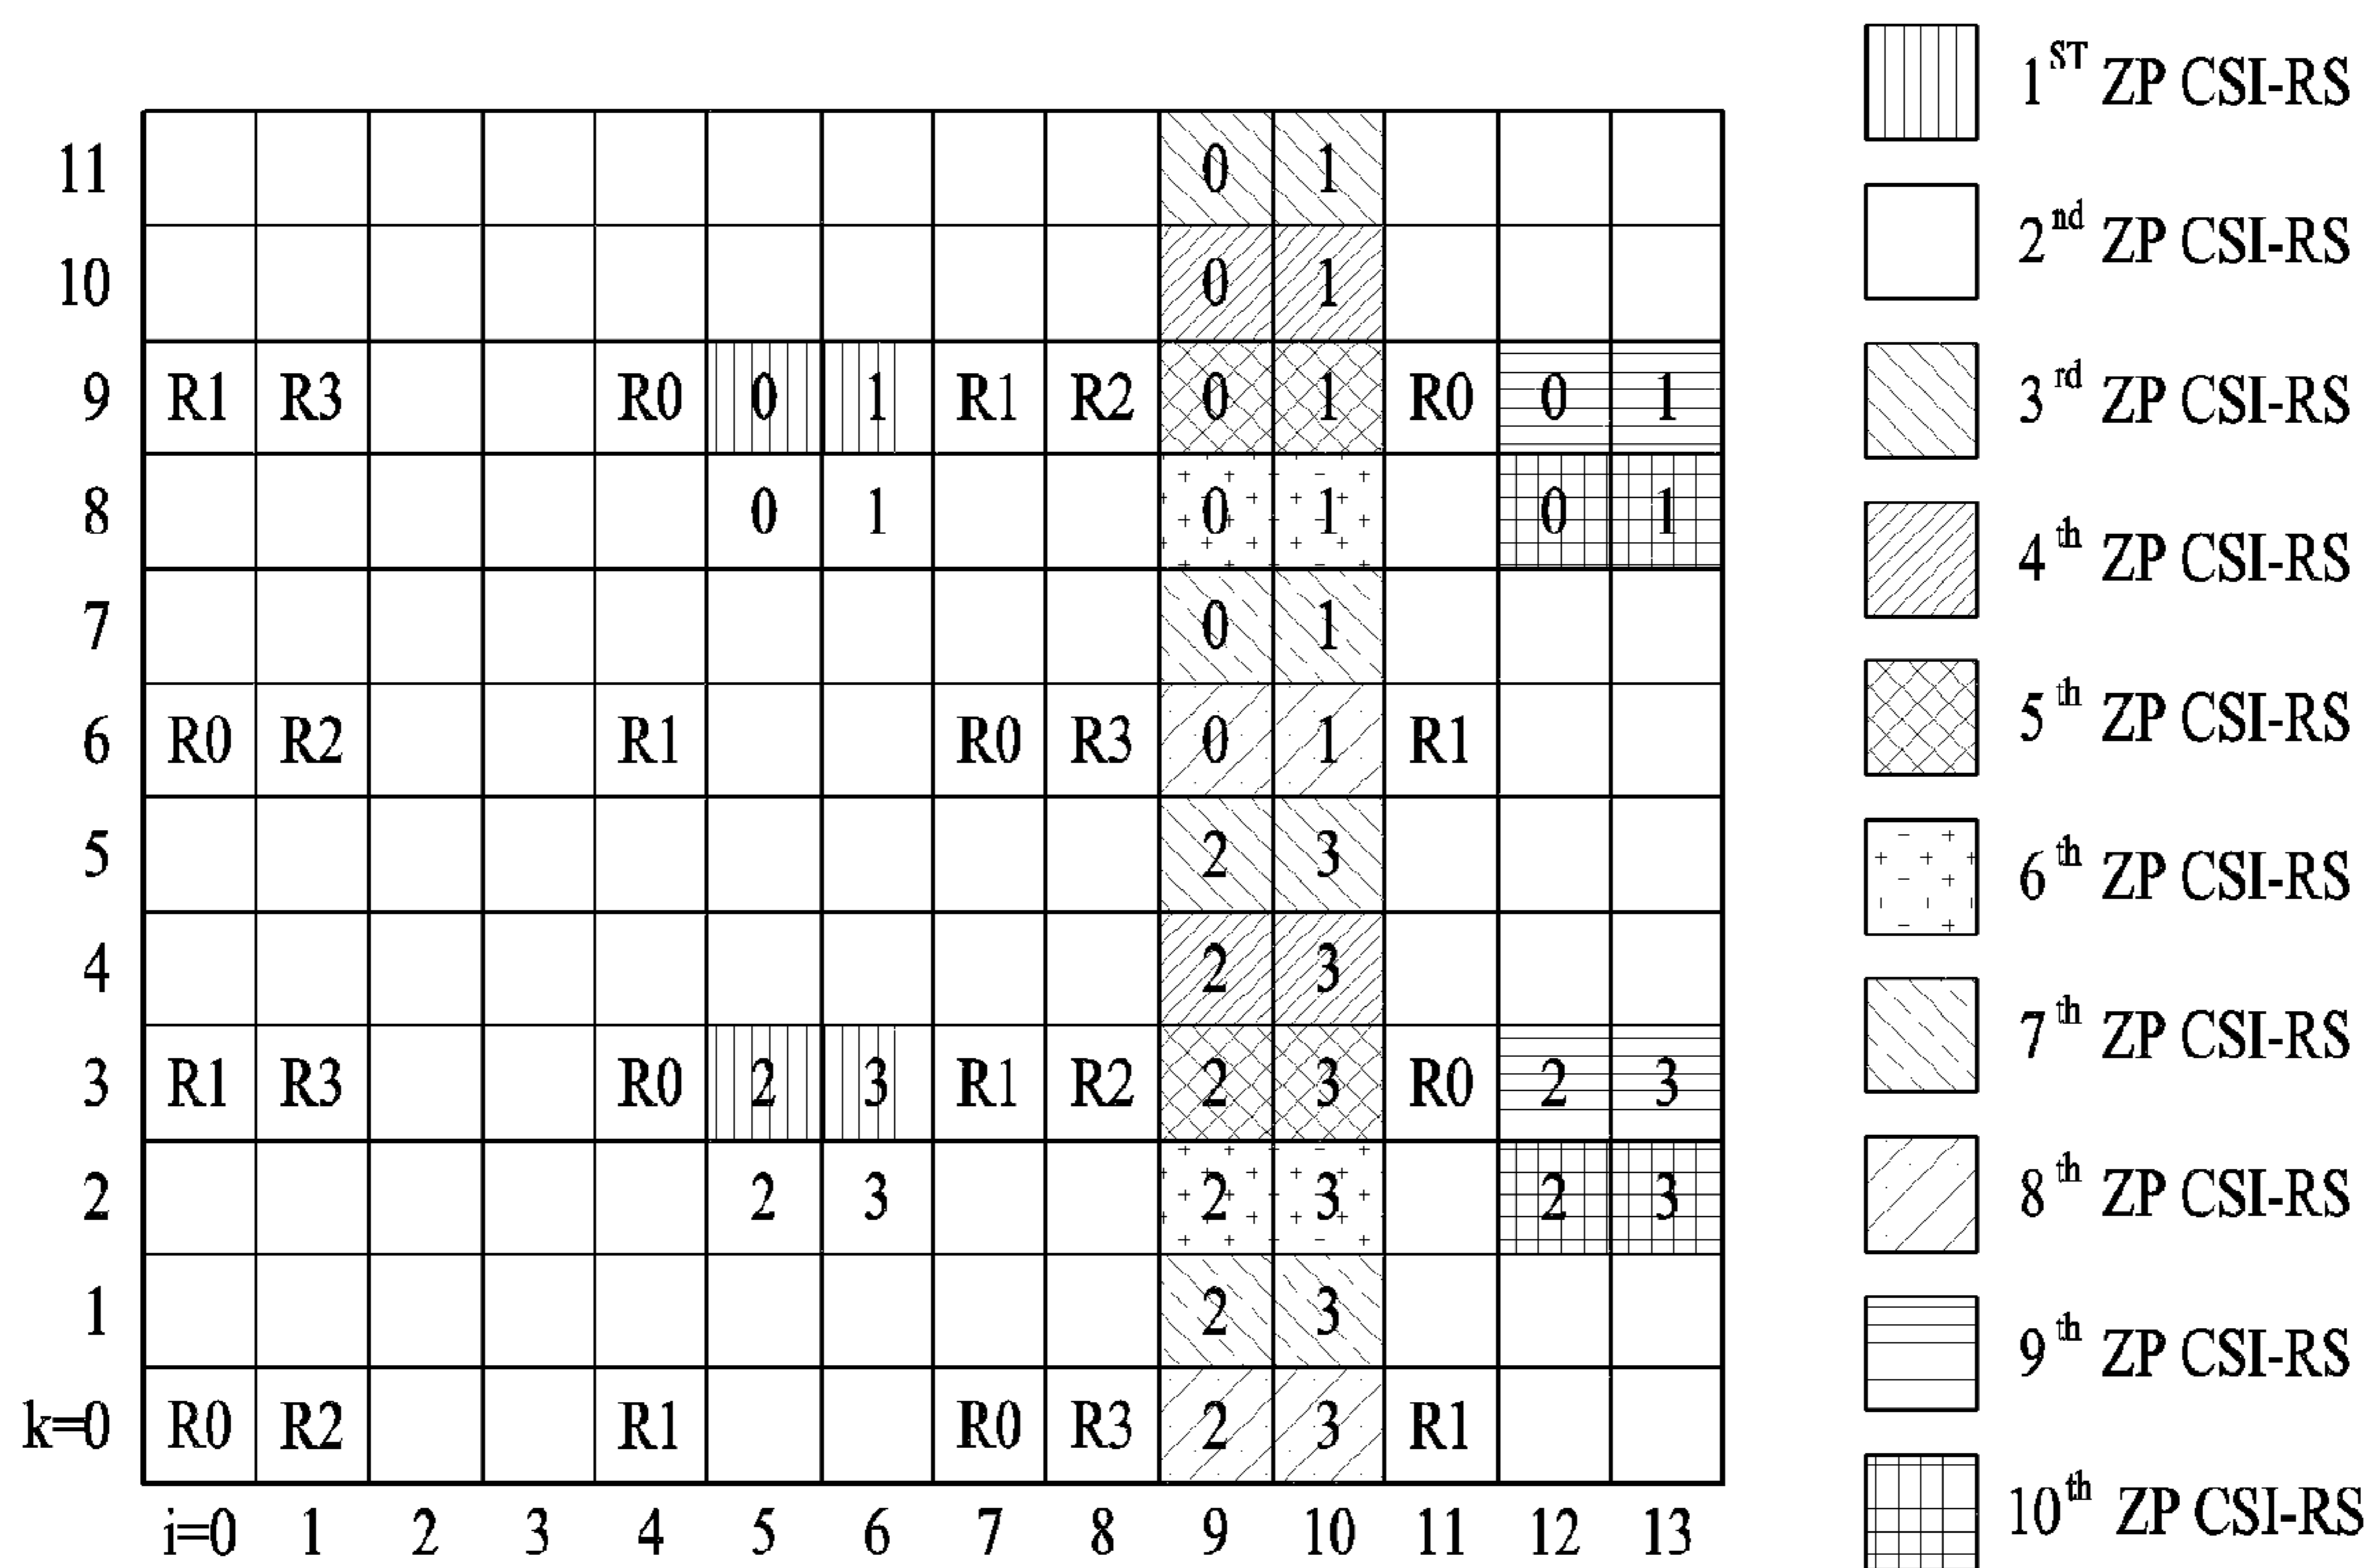 1ST ZP CSI-RS
2nd ZP CSI-RS
3rd ZP CSI-RS
4th ZP CSI-RS
5th ZP CSI-RS
6th ZP CSI-RS
7th ZP CSI-RS
8th ZP CSI-RS
9th ZP CSI-RS
10th ZP CSI-RS
11 0 1
10 0 1
9 R1 R3 R0 0 1 R1 R2 0 1 R0 0 1
8 0 1 0 1 0 1
7 0 1
6 R0 R2 R1 R0 R3 0 1 R1
5 2 3
4 2 3
3 R1 R3 R0 2 3 R1 R2 2 3 R0 2 3
2 2 3 2 3 2 3
1 2 3
k=0 R0 R2 R1 R0 R3 2 3 R1
i=0 1 2 3 4 5 6 7 8 9 10 11 12 13